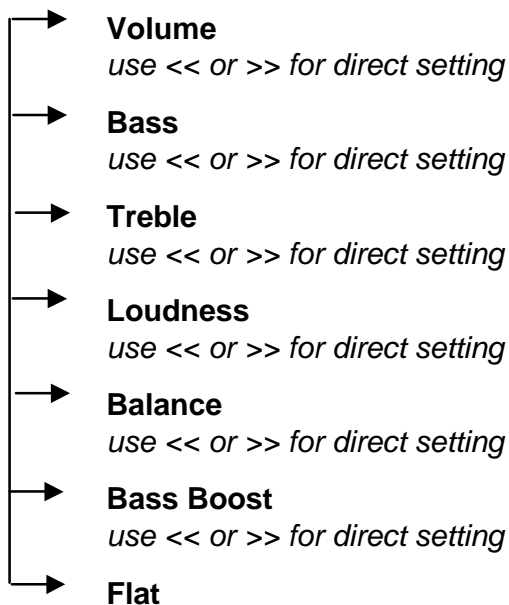 Volume
use << or >> for direct setting
Bass
use << or >> for direct setting
Treble
use << or >> for direct setting
Loudness
use << or >> for direct setting
Balance
use << or >> for direct setting
Bass Boost
use << or >> for direct setting
Flat